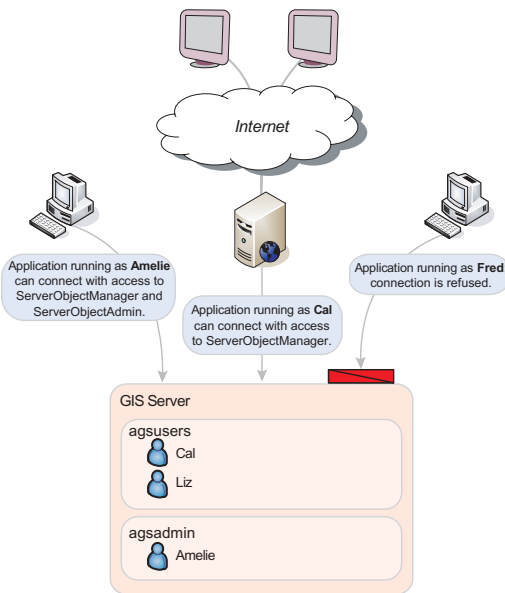 Internet
Application running as Amelie
can connect with access to
ServerObjectManager and
ServerObjectAdmin.
Application running as Cal
can connect with access
to ServerObjectManager.
Application running as Fred
connection is refused.
GIS Server
agsusers
Cal
Liz
agsadmin
Amelie